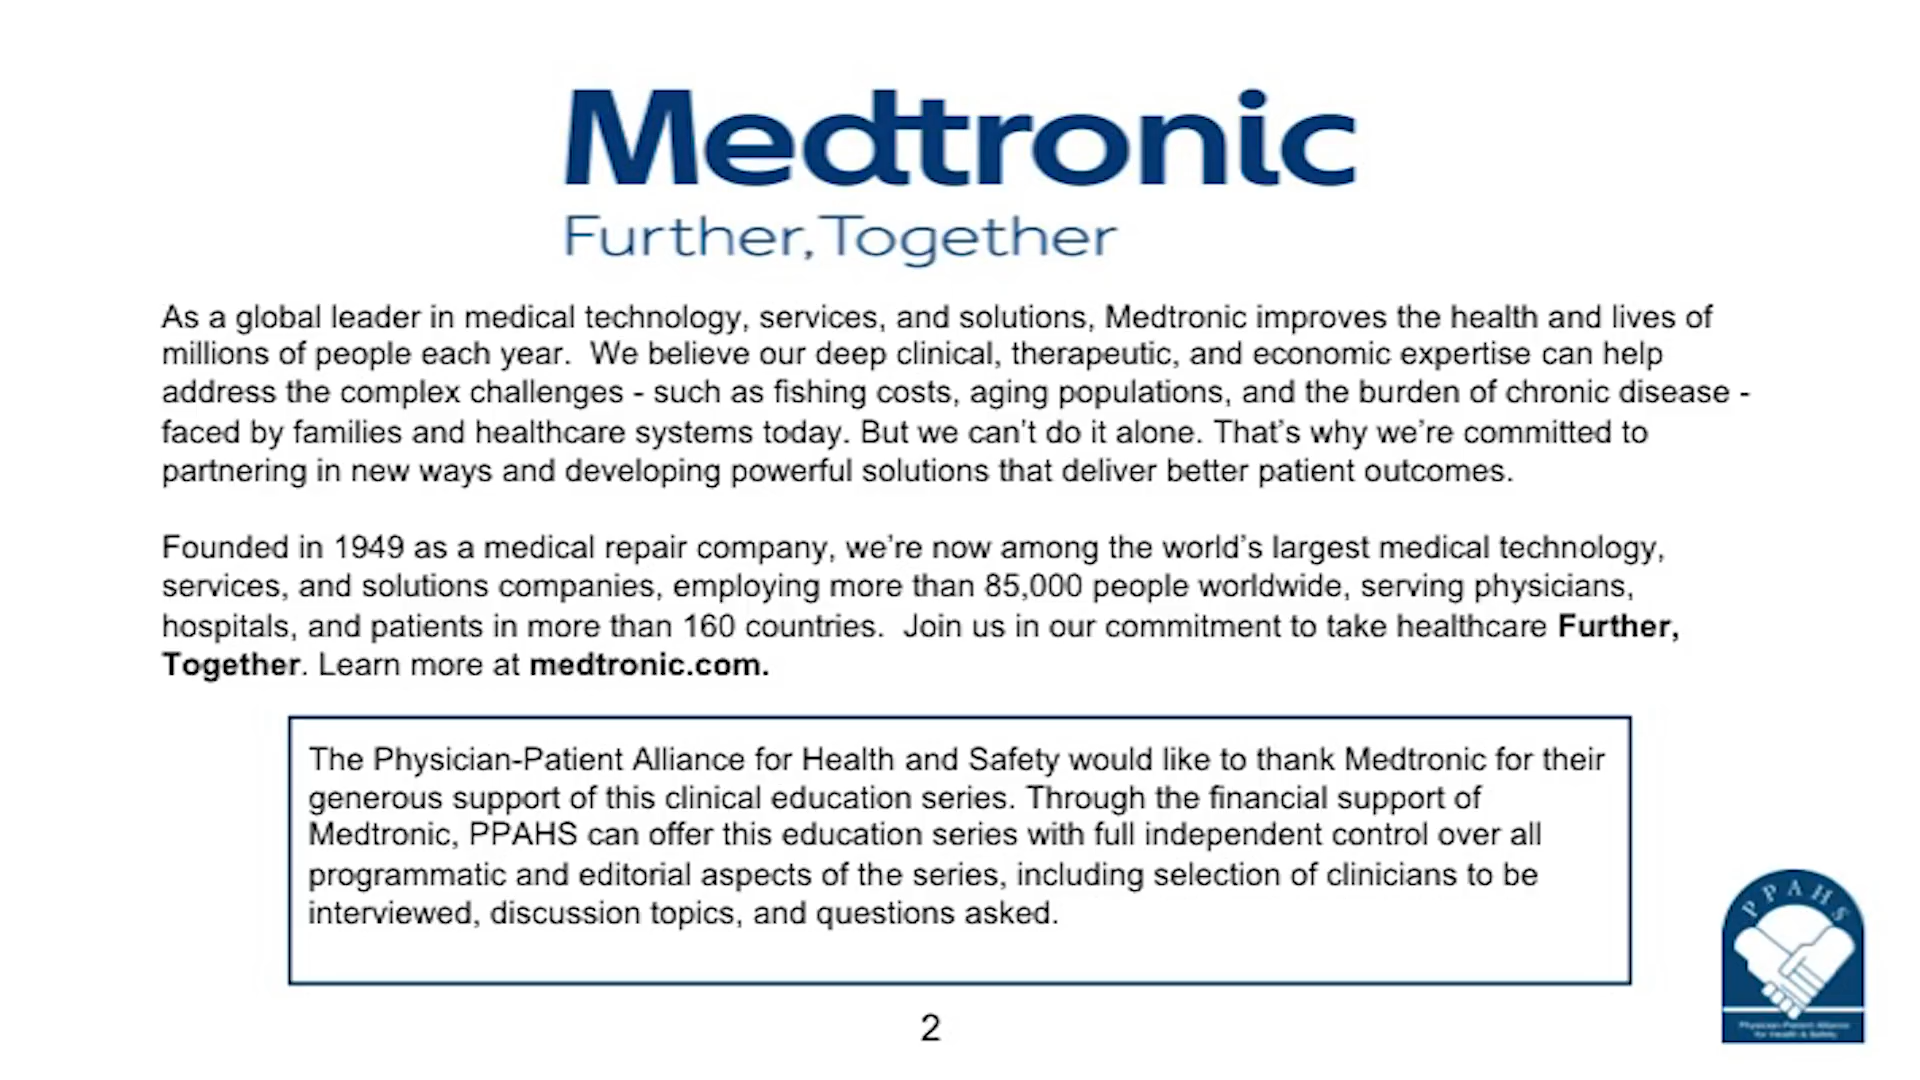 Medtronic
Further, Together
As a global leader in medical technology, services, and solutions, Medtronic improves the health and lives of
millions of people each year.  We believe our deep clinical, therapeutic, and economic expertise can help
address the complex challenges - such as fishing costs, aging populations, and the burden of chronic disease -
faced by families and healthcare systems today. But we can't do it alone. That's why we're committed to
partnering in new ways and developing powerful solutions that deliver better patient outcomes.
Founded in 1949 as a medical repair company, we're now among the world's largest medical technology,
services, and solutions companies, employing more than 85,000 people worldwide, serving physicians,
hospitals, and patients in more than 160 countries.  Join us in our commitment to take healthcare Further,
Together. Learn more at medtronic.com.
The Physician-Patient Alliance for Health and Safety would like to thank Medtronic for their
generous support of this clinical education series. Through the financial support of
Medtronic, PPAHS can offer this education series with full independent control over all
programmatic and editorial aspects of the series, including selection of clinicians to be
interviewed, discussion topics, and questions asked.
PPAHS
Physician-Patient Alliance
for Health & Safety
2